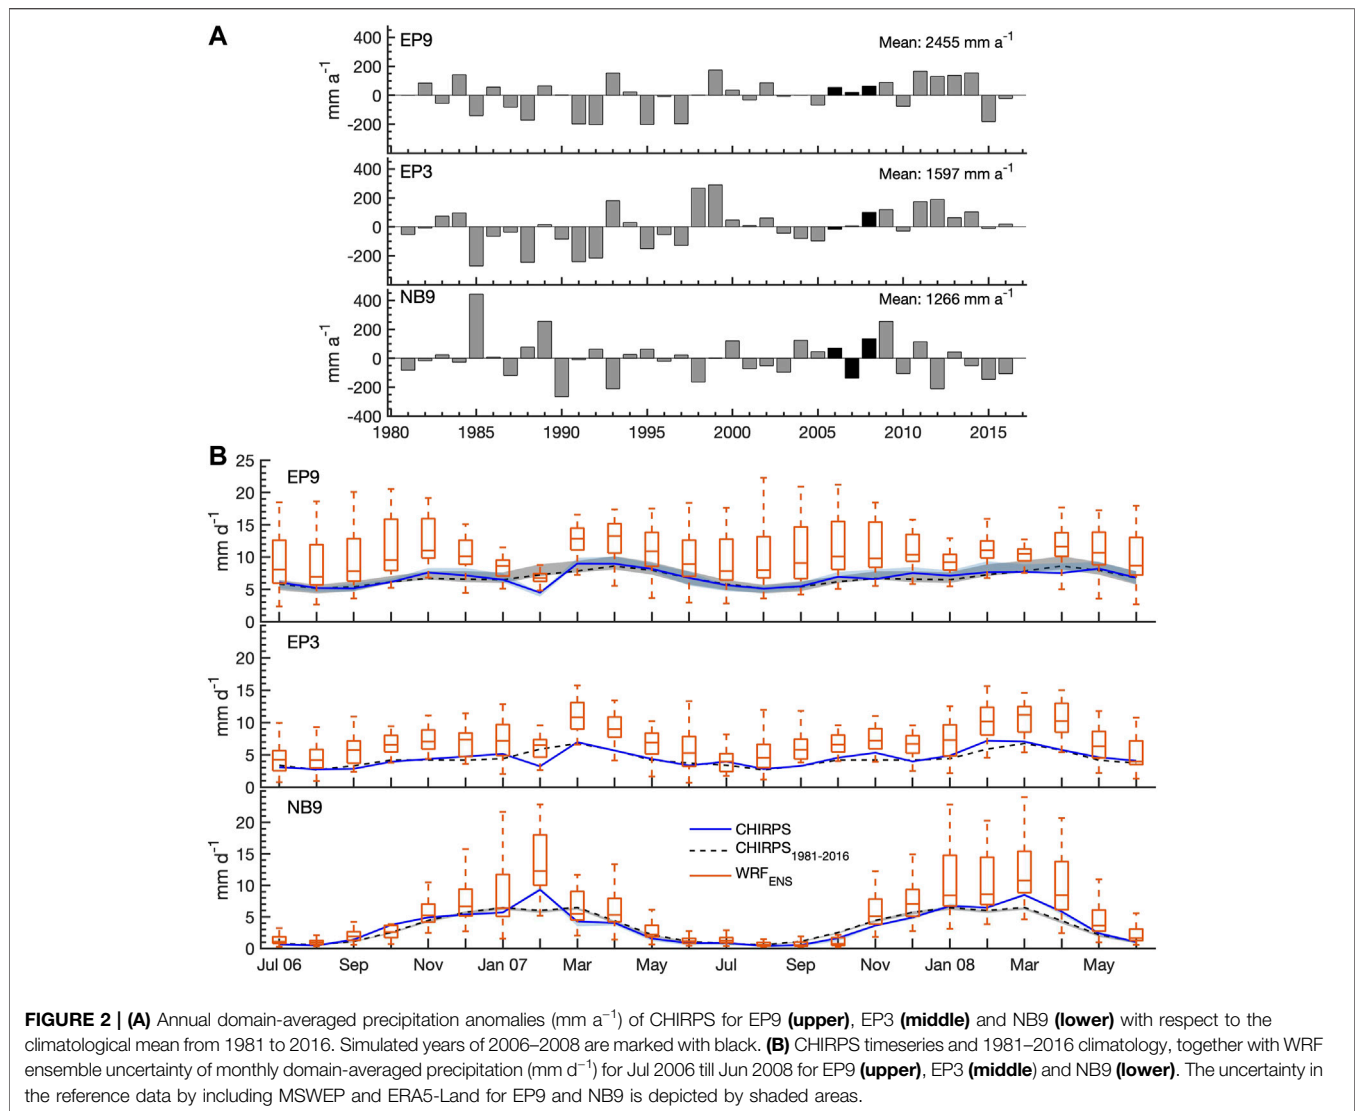 A
EP9
Mean: 2455 mm a⁻¹
mm a⁻¹
400
200
0
-200
EP3
Mean: 1597 mm a⁻¹
mm a⁻¹
400
200
0
-200
NB9
Mean: 1266 mm a⁻¹
mm a⁻¹
400
200
0
-200
-400
1980 1985 1990 1995 2000 2005 2010 2015
B
EP9
mm d⁻¹
25
20
15
10
5
0
EP3
mm d⁻¹
20
15
10
5
0
NB9
mm d⁻¹
20
15
10
5
0
CHIRPS
CHIRPS₁₉₈₁₋₂₀₁₆
WRF_ENS
Jul 06 Sep Nov Jan 07 Mar May Jul Sep Nov Jan 08 Mar May
FIGURE 2 | (A) Annual domain-averaged precipitation anomalies (mm a⁻¹) of CHIRPS for EP9 (upper), EP3 (middle) and NB9 (lower) with respect to the
climatological mean from 1981 to 2016. Simulated years of 2006–2008 are marked with black. (B) CHIRPS timeseries and 1981–2016 climatology, together with WRF
ensemble uncertainty of monthly domain-averaged precipitation (mm d⁻¹) for Jul 2006 till Jun 2008 for EP9 (upper), EP3 (middle) and NB9 (lower). The uncertainty in
the reference data by including MSWEP and ERA5-Land for EP9 and NB9 is depicted by shaded areas.